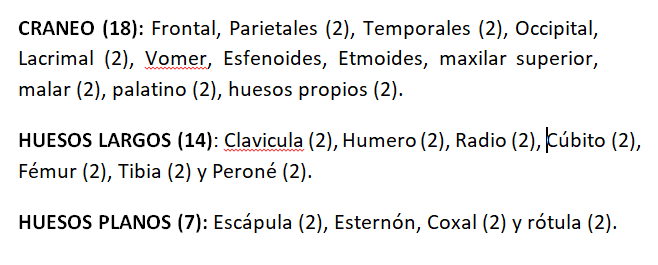 CRANEO (18): Frontal, Parietales (2), Temporales (2), Occipital,
Lacrimal (2), Vomer, Esfenoides, Etmoides, maxilar superior,
malar (2), palatino (2), huesos propios (2).
HUESOS LARGOS (14): Clavicula (2), Humero (2), Radio (2), Cúbito (2),
Fémur (2), Tibia (2) y Peroné (2).
HUESOS PLANOS (7): Escápula (2), Esternón, Coxal (2) y rótula (2).